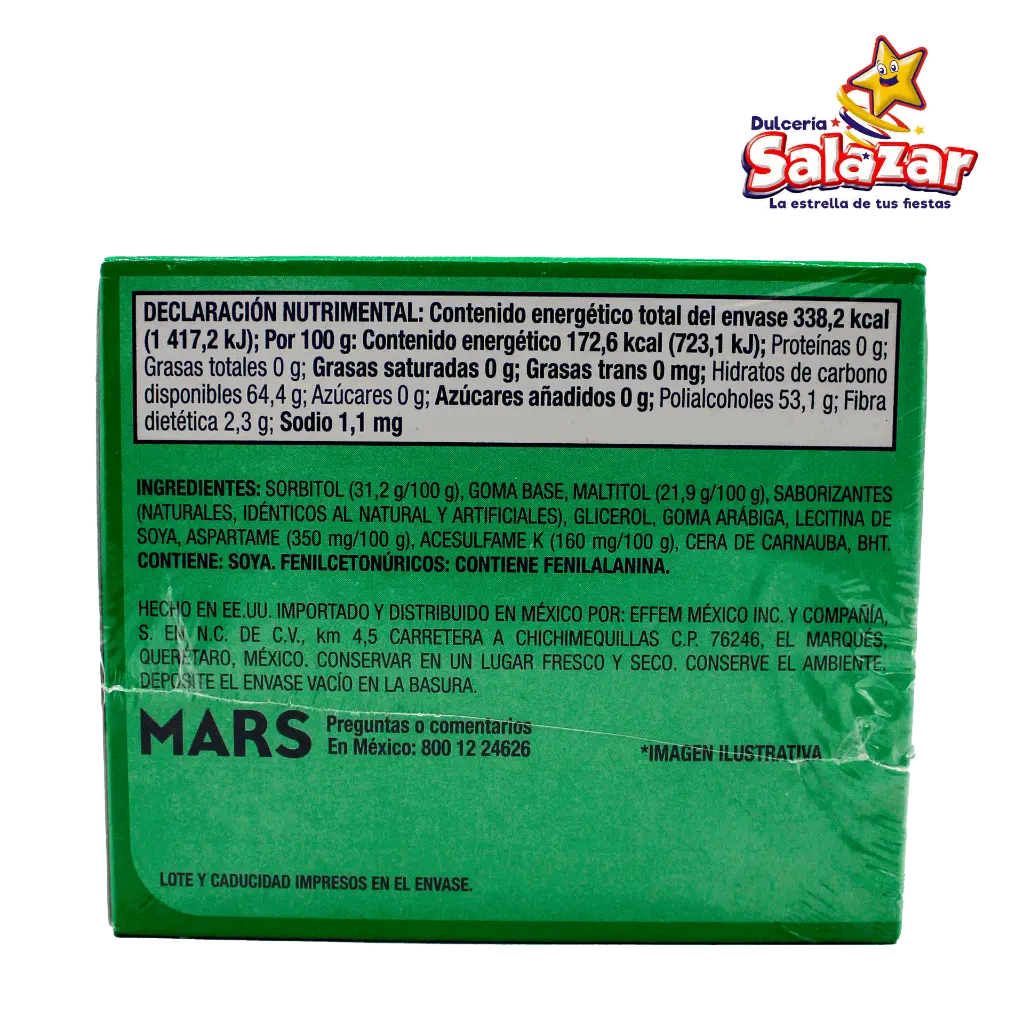 Dulcería
Salazar
La estrella de tus fiestas
DECLARACIÓN NUTRIMENTAL: Contenido energético total del envase 338,2 kcal
(1 417,2 kJ); Por 100 g: Contenido energético 172,6 kcal (723,1 kJ); Proteínas 0 g;
Grasas totales 0 g; Grasas saturadas 0 g; Grasas trans 0 mg; Hidratos de carbono
disponibles 64,4 g; Azúcares 0 g; Azúcares añadidos 0 g; Polialcoholes 53,1 g; Fibra
dietética 2,3 g; Sodio 1,1 mg
INGREDIENTES: SORBITOL (31,2 g/100 g), GOMA BASE, MALTITOL (21,9 g/100 g), SABORIZANTES
(NATURALES, IDÉNTICOS AL NATURAL Y ARTIFICIALES), GLICEROL, GOMA ARÁBIGA, LECITINA DE
SOYA, ASPARTAME (350 mg/100 g), ACESULFAME K (160 mg/100 g), CERA DE CARNAUBA, BHT.
CONTIENE: SOYA. FENILCETONÚRICOS: CONTIENE FENILALANINA.
HECHO EN EE.UU. IMPORTADO Y DISTRIBUIDO EN MÉXICO POR: EFFEM MÉXICO INC. Y COMPAÑÍA,
S. EN N.C. DE C.V., km 4,5 CARRETERA A CHICHIMEQUILLAS C.P. 76246, EL MARQUÉS,
QUERÉTARO, MÉXICO. CONSERVAR EN UN LUGAR FRESCO Y SECO. CONSERVE EL AMBIENTE,
DEPOSITE EL ENVASE VACÍO EN LA BASURA.
MARS
Preguntas o comentarios
En México: 800 12 24626
*IMAGEN ILUSTRATIVA
LOTE Y CADUCIDAD IMPRESOS EN EL ENVASE.